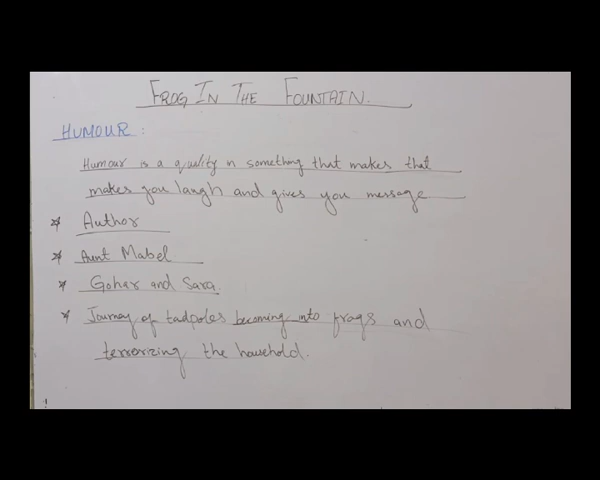 FROG IN THE FOUNTAIN.
HUMOUR:
Humour is a quality in something that makes that
makes you laugh and gives you message
* Author
* Aunt Mabel
* Gohar and Sara.
* Journey of tadpoles becoming into frogs and
terrorizing the household.